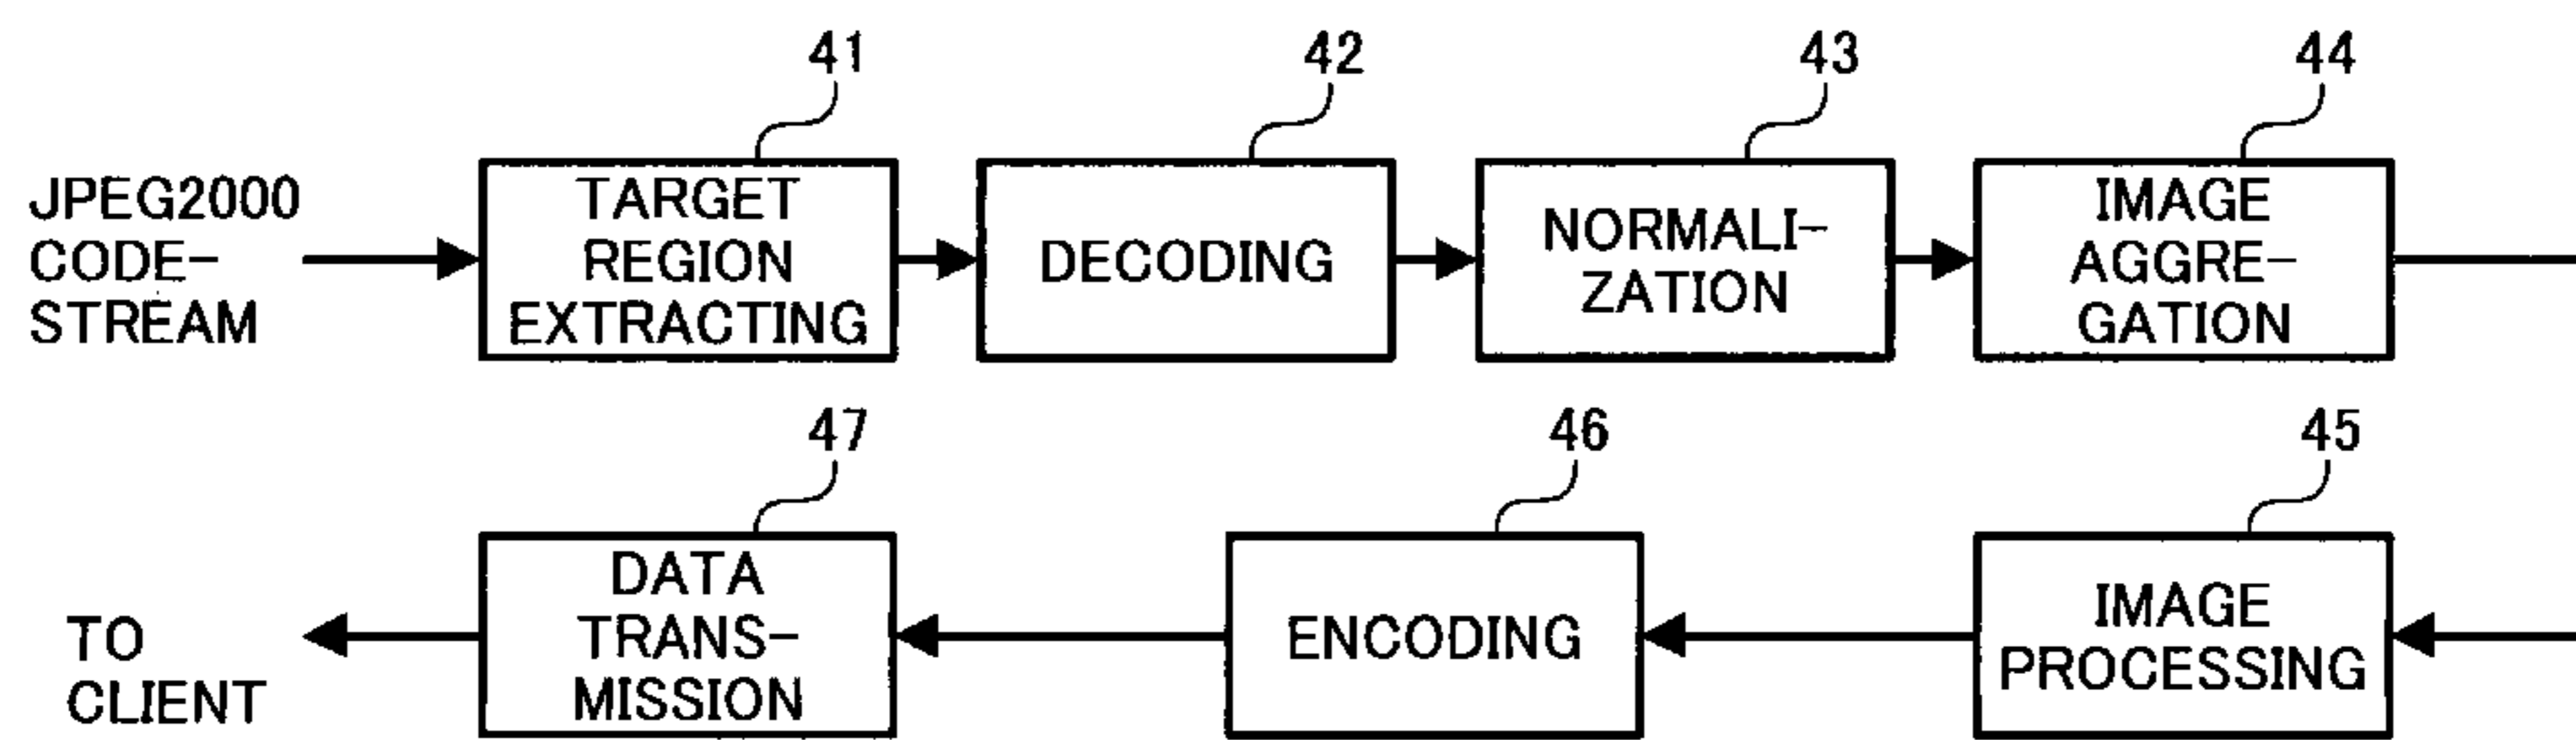 41
42
43
44
JPEG2000
CODE-
STREAM
TARGET
REGION
EXTRACTING
DECODING
NORMALI-
ZATION
IMAGE
AGGRE-
GATION
47
46
45
TO
CLIENT
DATA
TRANS-
MISSION
ENCODING
IMAGE
PROCESSING